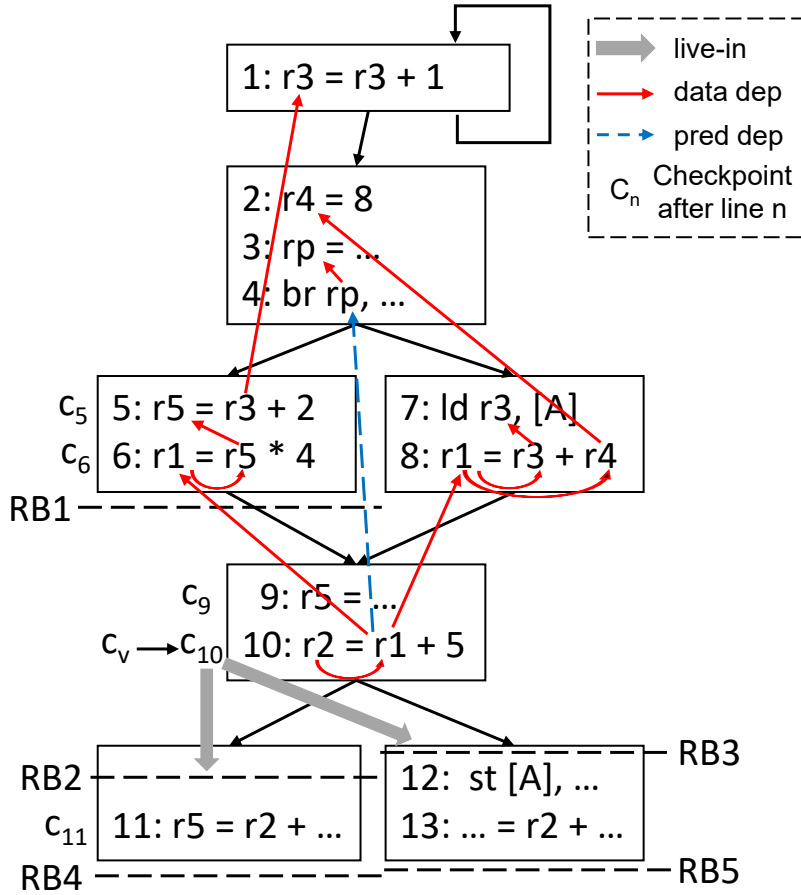 1: r3 = r3 + 1
live-in
data dep
pred dep
Cn Checkpoint
after line n
2: r4 = 8
3: rp = ...
4: br rp, ...
c5 5: r5 = r3 + 2
c6 6: r1 = r5 * 4
7: ld r3, [A]
8: r1 = r3 + r4
RB1
c9 9: r5 = ...
cv c10 10: r2 = r1 + 5
RB2
RB3
c11 11: r5 = r2 + ...
12: st [A], ...
13: ... = r2 + ...
RB4
RB5